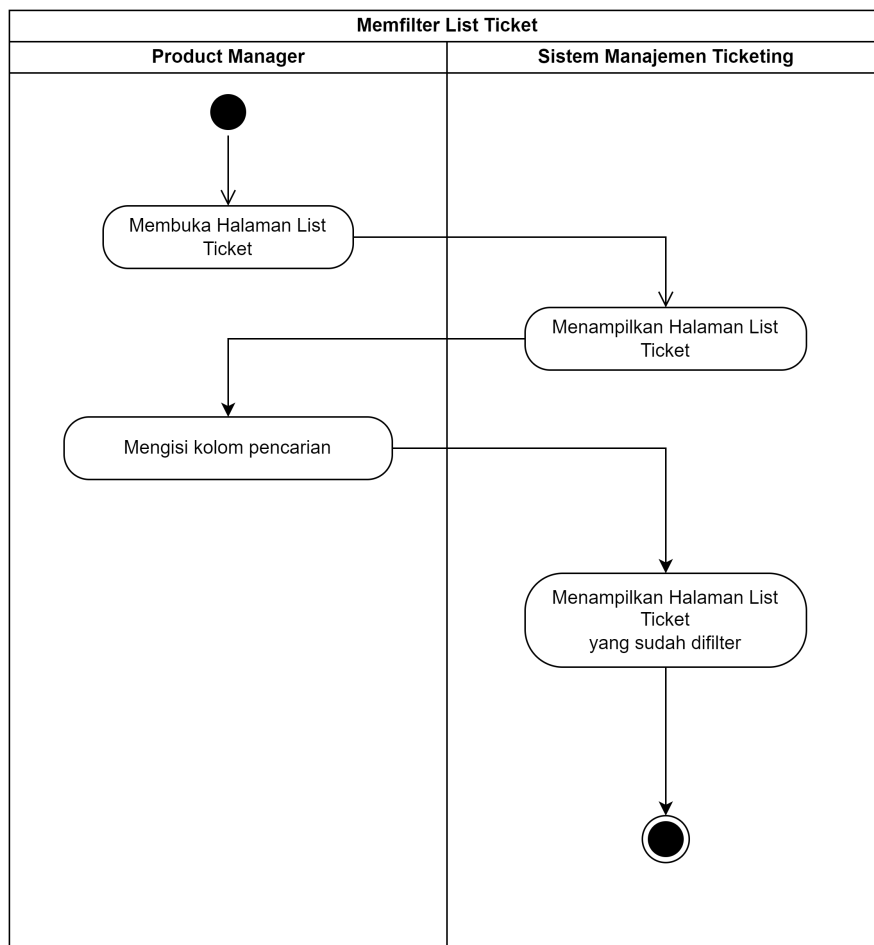 Memfilter List Ticket
Product Manager
Sistem Manajemen Ticketing
Membuka Halaman List
Ticket
Menampilkan Halaman List
Ticket
Mengisi kolom pencarian
Menampilkan Halaman List
Ticket
yang sudah difilter